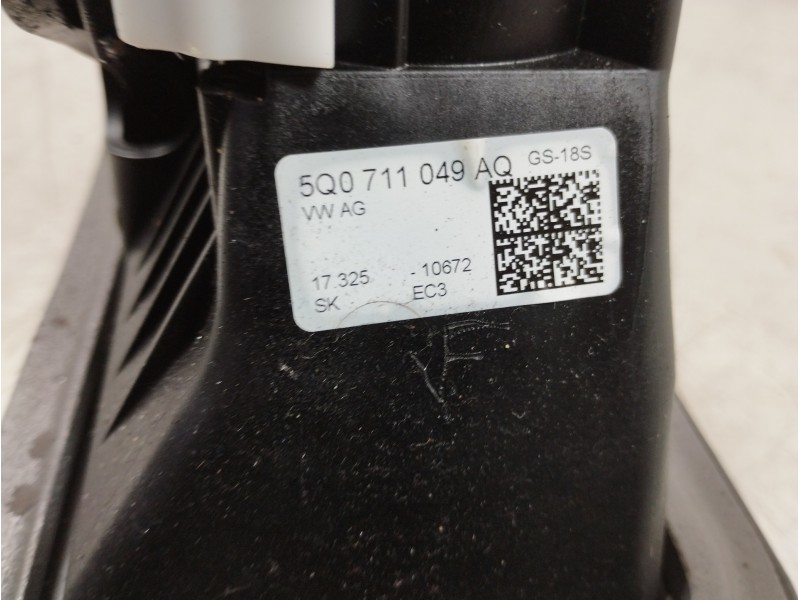 5Q0 711 049 AQ GS-18S
VW AG
17.325 -10672
SK EC3